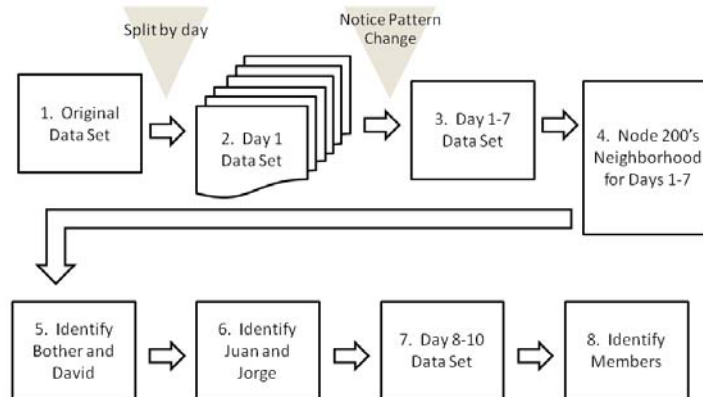 Split by day
Notice Pattern
Change
1. Original
Data Set
2. Day 1
Data Set
3. Day 1-7
Data Set
4. Node 200's
Neighborhood
for Days 1-7
5. Identify
Bother and
David
6. Identify
Juan and
Jorge
7. Day 8-10
Data Set
8. Identify
Members